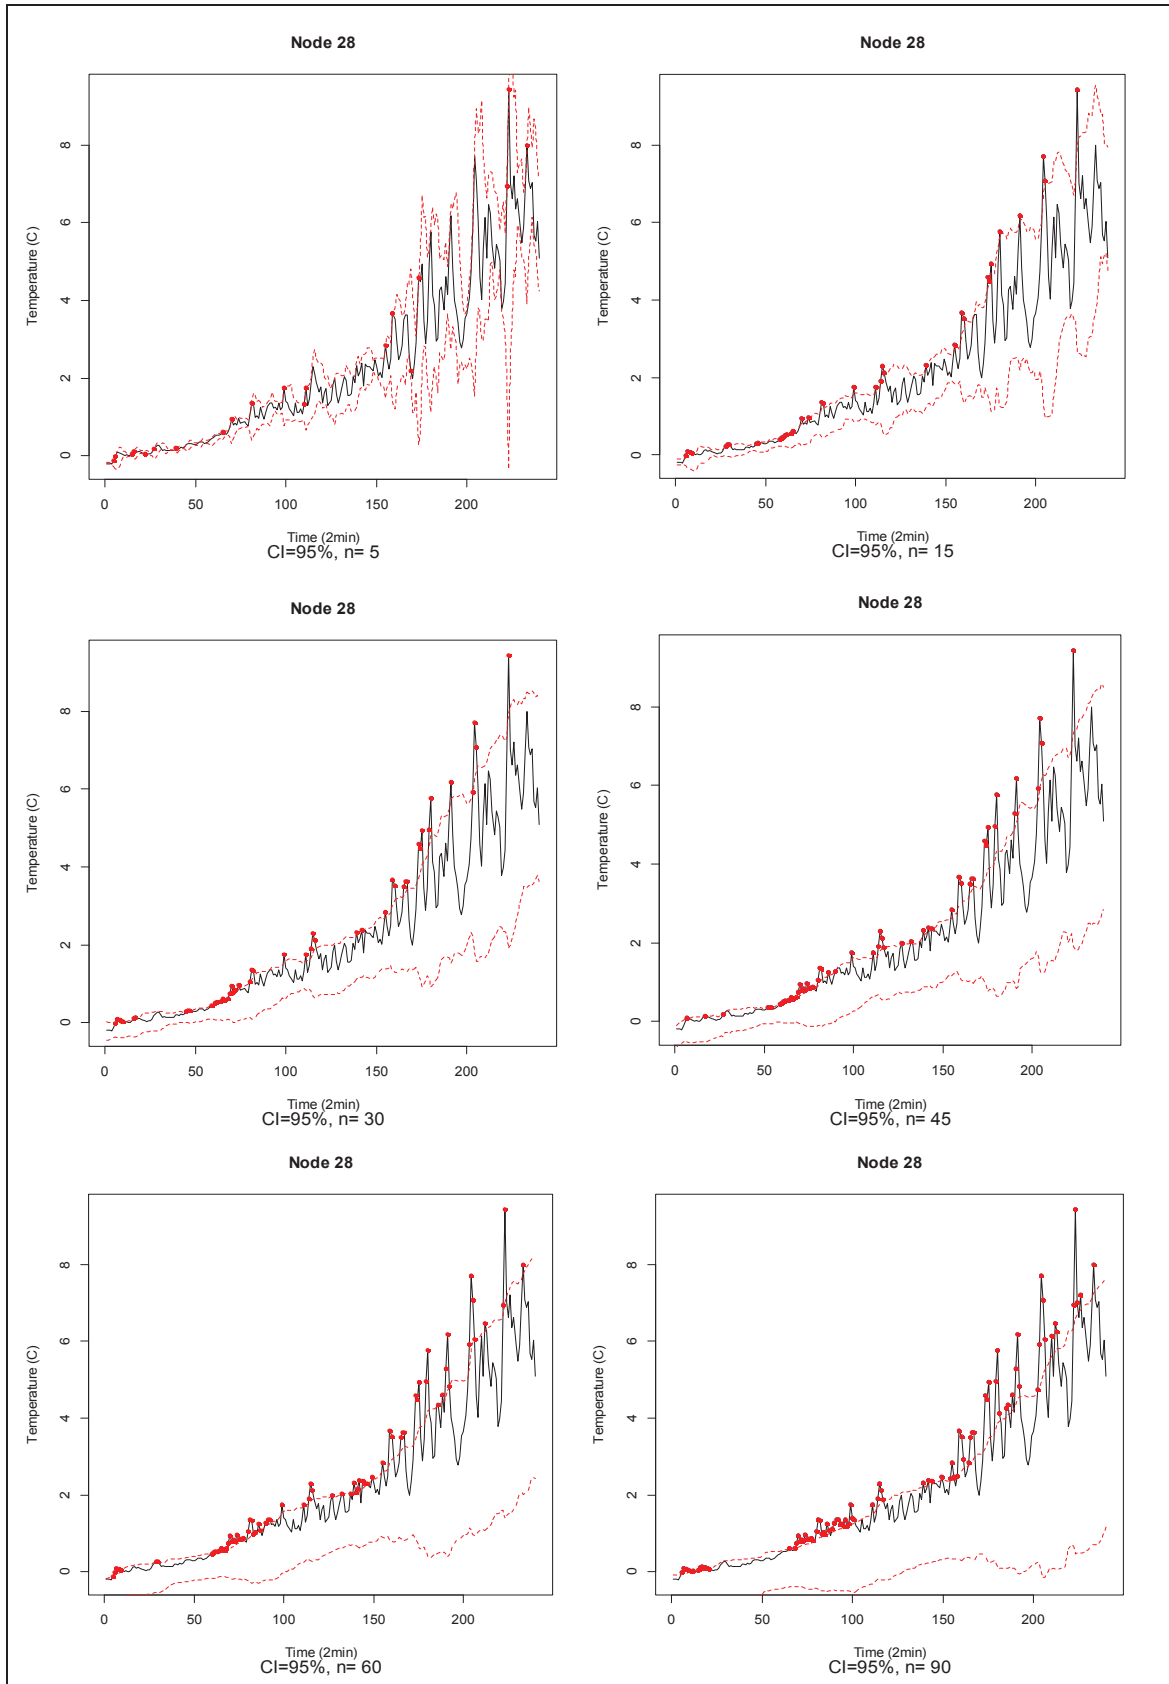 Node 28
Node 28
Temperature (C)
8
6
4
2
0
0 50 100 150 200
Time (2min)
CI=95%, n= 5
Temperature (C)
8
6
4
2
0
0 50 100 150 200
Time (2min)
CI=95%, n= 15
Node 28
Node 28
Temperature (C)
8
6
4
2
0
0 50 100 150 200
Time (2min)
CI=95%, n= 30
Temperature (C)
8
6
4
2
0
0 50 100 150 200
Time (2min)
CI=95%, n= 45
Node 28
Node 28
Temperature (C)
8
6
4
2
0
0 50 100 150 200
Time (2min)
CI=95%, n= 60
Temperature (C)
8
6
4
2
0
0 50 100 150 200
Time (2min)
CI=95%, n= 90